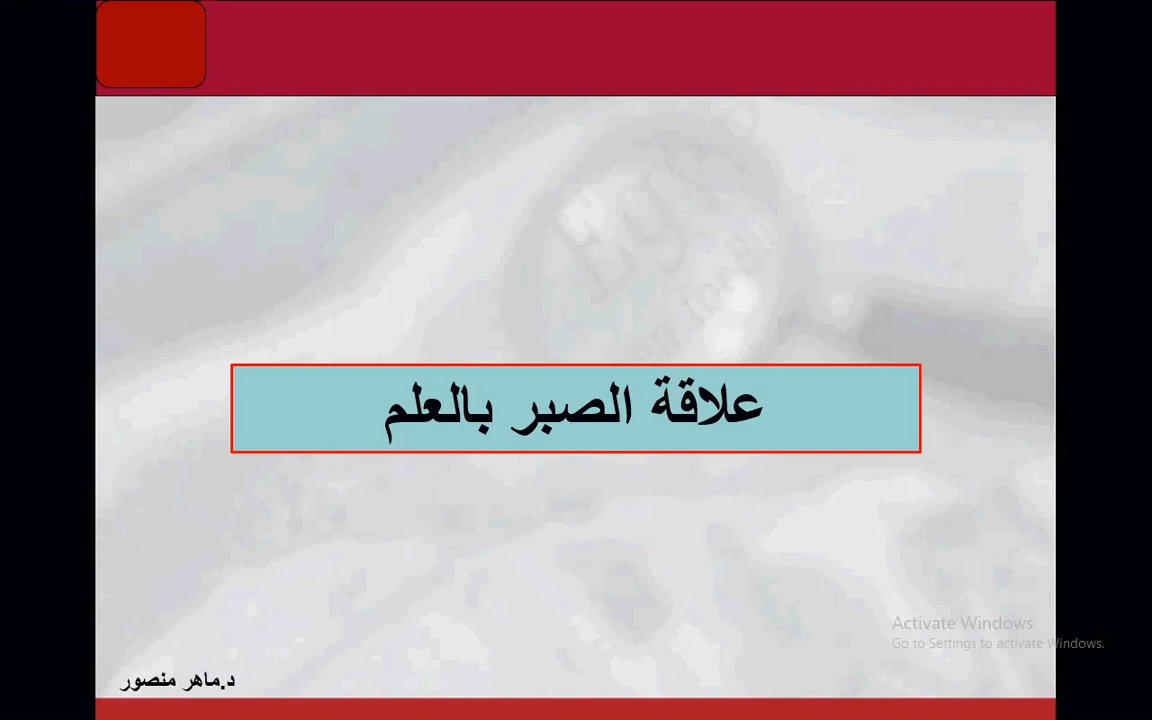 علاقة الصبر بالعلم
Activate Windows
Go to Settings to activate Windows.
د.ماهر منصور